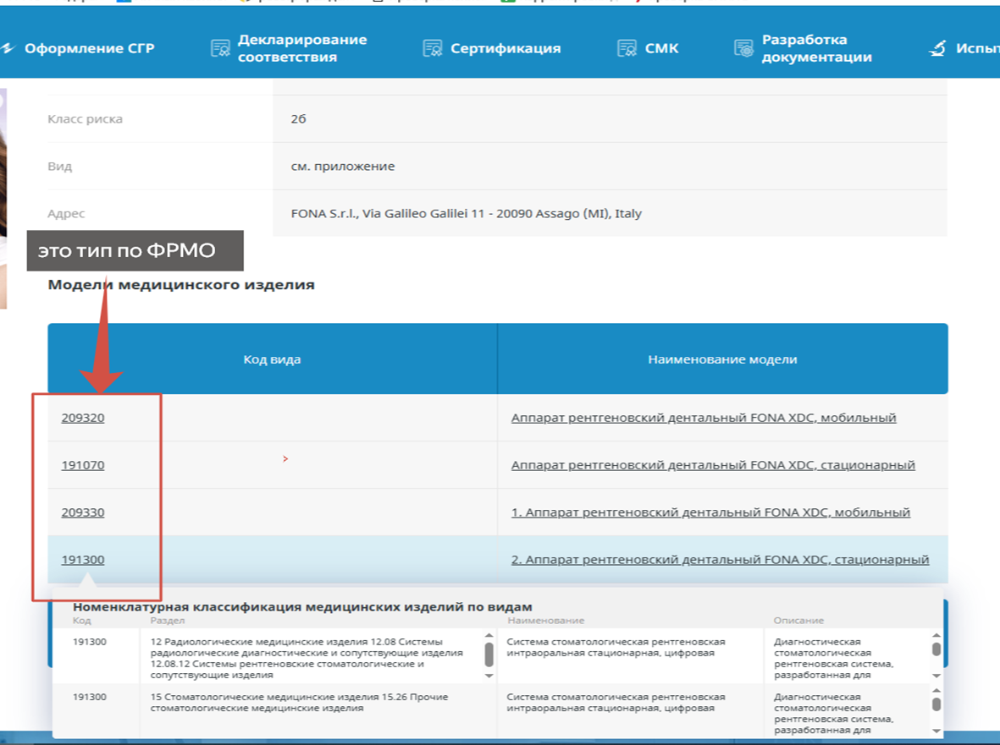 Оформление СГР
Декларирование
соответствия
Сертификация
СМК
Разработка
документации
Испыт
Класс риска
2б
Вид
см. приложение
Адрес
FONA S.r.l., Via Galileo Galilei 11 - 20090 Assago (MI), Italy
это тип по ФРМО
Модели медицинского изделия
Код вида
Наименование модели
209320
Аппарат рентгеновский дентальный FONA XDC, мобильный
191070
Аппарат рентгеновский дентальный FONA XDC, стационарный
209330
1. Аппарат рентгеновский дентальный FONA XDC, мобильный
191300
2. Аппарат рентгеновский дентальный FONA XDC, стационарный
Номенклатурная классификация медицинских изделий по видам
Код
Раздел
Наименование
Описание
191300
12 Радиологические медицинские изделия 12.08 Системы
радиологические диагностические и сопутствующие изделия
12.08.12 Системы рентгеновские стоматологические и
сопутствующие изделия
Система стоматологическая рентгеновская
интраоральная стационарная, цифровая
Диагностическая
стоматологическая
рентгеновская система,
разработанная для
191300
15 Стоматологические медицинские изделия 15.26 Прочие
стоматологические медицинские изделия
Система стоматологическая рентгеновская
интраоральная стационарная, цифровая
Диагностическая
стоматологическая
рентгеновская система,
разработанная для